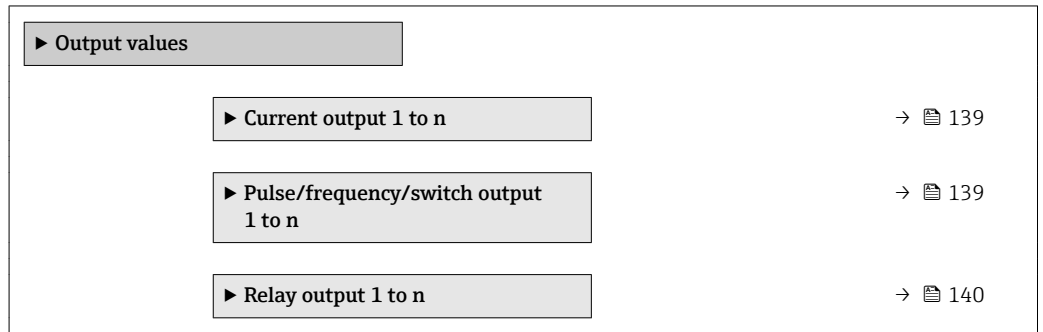 ▶ Output values
▶ Current output 1 to n → 139
▶ Pulse/frequency/switch output
1 to n → 139
▶ Relay output 1 to n → 140